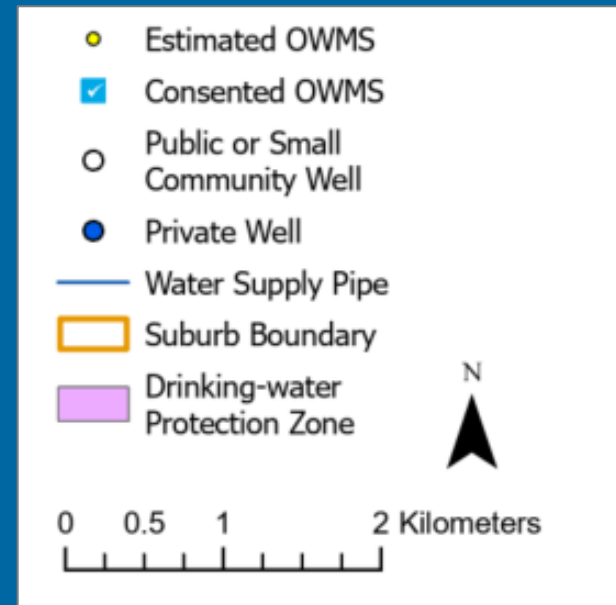 Estimated OWMS
Consented OWMS
Public or Small
Community Well
Private Well
Water Supply Pipe
Suburb Boundary
Drinking-water
Protection Zone
N
0 0.5 1 2 Kilometers